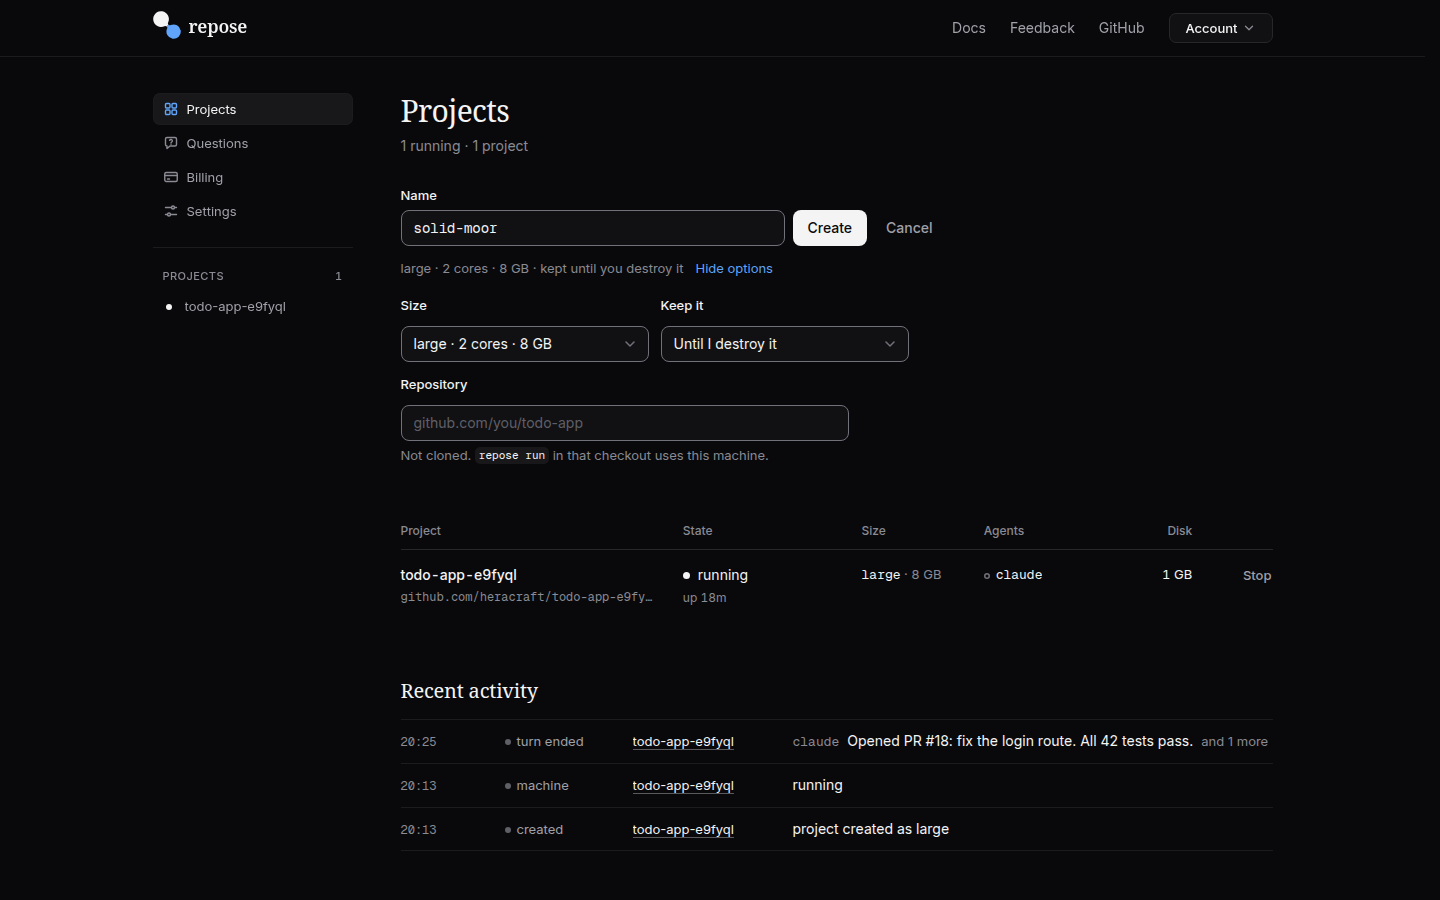 repose
Docs Feedback GitHub Account
Projects
Questions
Billing
Settings
PROJECTS 1
todo-app-e9fyql
Projects
1 running · 1 project
Name
solid-moor Create Cancel
large · 2 cores · 8 GB · kept until you destroy it Hide options
Size Keep it
large · 2 cores · 8 GB Until I destroy it
Repository
github.com/you/todo-app
Not cloned. repose run in that checkout uses this machine.
Project State Size Agents Disk
todo-app-e9fyql running large · 8 GB claude 1 GB Stop
github.com/heracraft/todo-app-e9fy… up 18m
Recent activity
20:25 turn ended todo-app-e9fyql claude Opened PR #18: fix the login route. All 42 tests pass. and 1 more
20:13 machine todo-app-e9fyql running
20:13 created todo-app-e9fyql project created as large